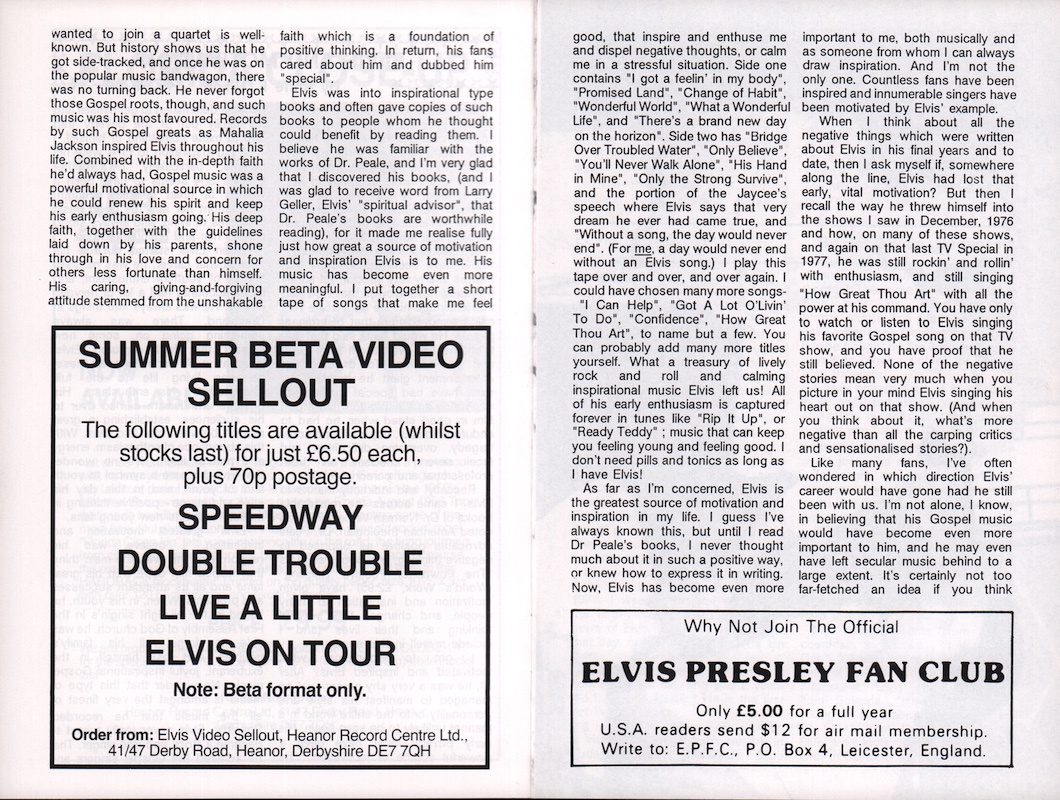 wanted to join a quartet is well-
known. But history shows us that he
got side-tracked, and once he was on
the popular music bandwagon, there
was no turning back. He never forgot
those Gospel roots, though, and such
music was his most favoured. Records
by such Gospel greats as Mahalia
Jackson inspired Elvis throughout his
life. Combined with the in-depth faith
he'd always had, Gospel music was a
powerful motivational source in which
he could renew his spirit and keep
his early enthusiasm going. His deep
faith, together with the guidelines
laid down by his parents, shone
through in his love and concern for
others less fortunate than himself.
His caring, giving-and-forgiving
attitude stemmed from the unshakable
faith which is a foundation of
positive thinking. In return, his fans
cared about him and dubbed him
"special".
Elvis was into inspirational type
books and often gave copies of such
books to people whom he thought
could benefit by reading them. I
believe he was familiar with the
works of Dr. Peale, and I'm very glad
that I discovered his books, (and I
was glad to receive word from Larry
Geller, Elvis' "spiritual advisor", that
Dr. Peale's books are worthwhile
reading), for it made me realise fully
just how great a source of motivation
and inspiration Elvis is to me. His
music has become even more
meaningful. I put together a short
tape of songs that make me feel
SUMMER BETA VIDEO
SELLOUT
The following titles are available (whilst
stocks last) for just £6.50 each,
plus 70p postage.
SPEEDWAY
DOUBLE TROUBLE
LIVE A LITTLE
ELVIS ON TOUR
Note: Beta format only.
Order from: Elvis Video Sellout, Heanor Record Centre Ltd.,
41/47 Derby Road, Heanor, Derbyshire DE7 7QH
good, that inspire and enthuse me
and dispel negative thoughts, or calm
me in a stressful situation. Side one
contains "I got a feelin' in my body",
"Promised Land", "Change of Habit",
"Wonderful World", "What a Wonderful
Life", and "There's a brand new day
on the horizon". Side two has "Bridge
Over Troubled Water", "Only Believe",
"You'll Never Walk Alone", "His Hand
in Mine", "Only the Strong Survive",
and the portion of the Jaycee's
speech where Elvis says that very
dream he ever had came true, and
"Without a song, the day would never
end". (For me, a day would never end
without an Elvis song.) I play this
tape over and over, and over again. I
could have chosen many more songs-
"I Can Help", "Got A Lot O'Livin'
To Do", "Confidence", "How Great
Thou Art", to name but a few. You
can probably add many more titles
yourself. What a treasury of lively
rock and roll and calming
inspirational music Elvis left us! All
of his early enthusiasm is captured
forever in tunes like "Rip It Up", or
"Ready Teddy" ; music that can keep
you feeling young and feeling good. I
don't need pills and tonics as long as
I have Elvis!
As far as I'm concerned, Elvis is
the greatest source of motivation and
inspiration in my life. I guess I've
always known this, but until I read
Dr Peale's books, I never thought
much about it in such a positive way,
or knew how to express it in writing.
Now, Elvis has become even more
important to me, both musically and
as someone from whom I can always
draw inspiration. And I'm not the
only one. Countless fans have been
inspired and innumerable singers have
been motivated by Elvis' example.
When I think about all the
negative things which were written
about Elvis in his final years and to
date, then I ask myself if, somewhere
along the line, Elvis had lost that
early, vital motivation? But then I
recall the way he threw himself into
the shows I saw in December, 1976
and how, on many of these shows,
and again on that last TV Special in
1977, he was still rockin' and rollin'
with enthusiasm, and still singing
"How Great Thou Art" with all the
power at his command. You have only
to watch or listen to Elvis singing
his favorite Gospel song on that TV
show, and you have proof that he
still believed. None of the negative
stories mean very much when you
picture in your mind Elvis singing his
heart out on that show. (And when
you think about it, what's more
negative than all the carping critics
and sensationalised stories?).
Like many fans, I've often
wondered in which direction Elvis'
career would have gone had he still
been with us. I'm not alone, I know,
in believing that his Gospel music
would have become even more
important to him, and he may even
have left secular music behind to a
large extent. It's certainly not too
far-fetched an idea if you think
Why Not Join The Official
ELVIS PRESLEY FAN CLUB
Only £5.00 for a full year
U.S.A. readers send $12 for air mail membership.
Write to: E.P.F.C., P.O. Box 4, Leicester, England.